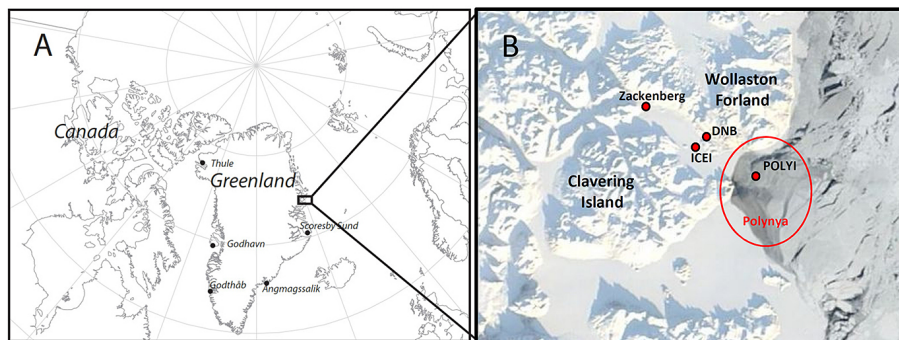 A
Canada
Thule
Greenland
Scoresby Sund
Godhavn
Godthåb
Angmagssalik
B
Wollaston
Forland
Zackenberg
DNB
ICEI
POLYI
Clavering
Island
Polynya